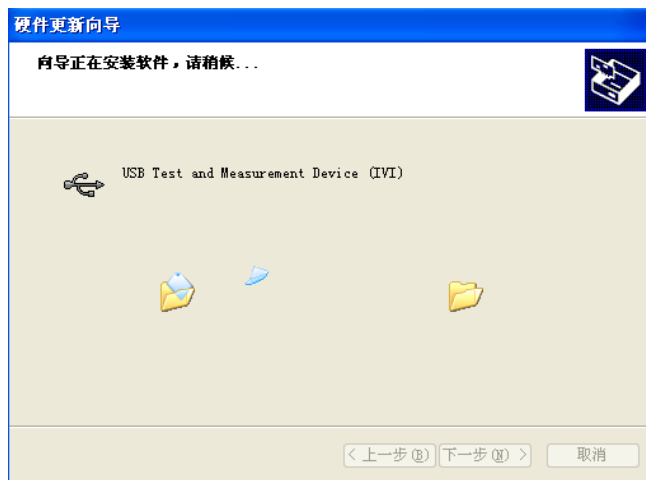 硬件更新向导
向导正在安装软件，请稍候...
USB Test and Measurement Device (IVI)
< 上一步(B) 下一步(N) > 取消